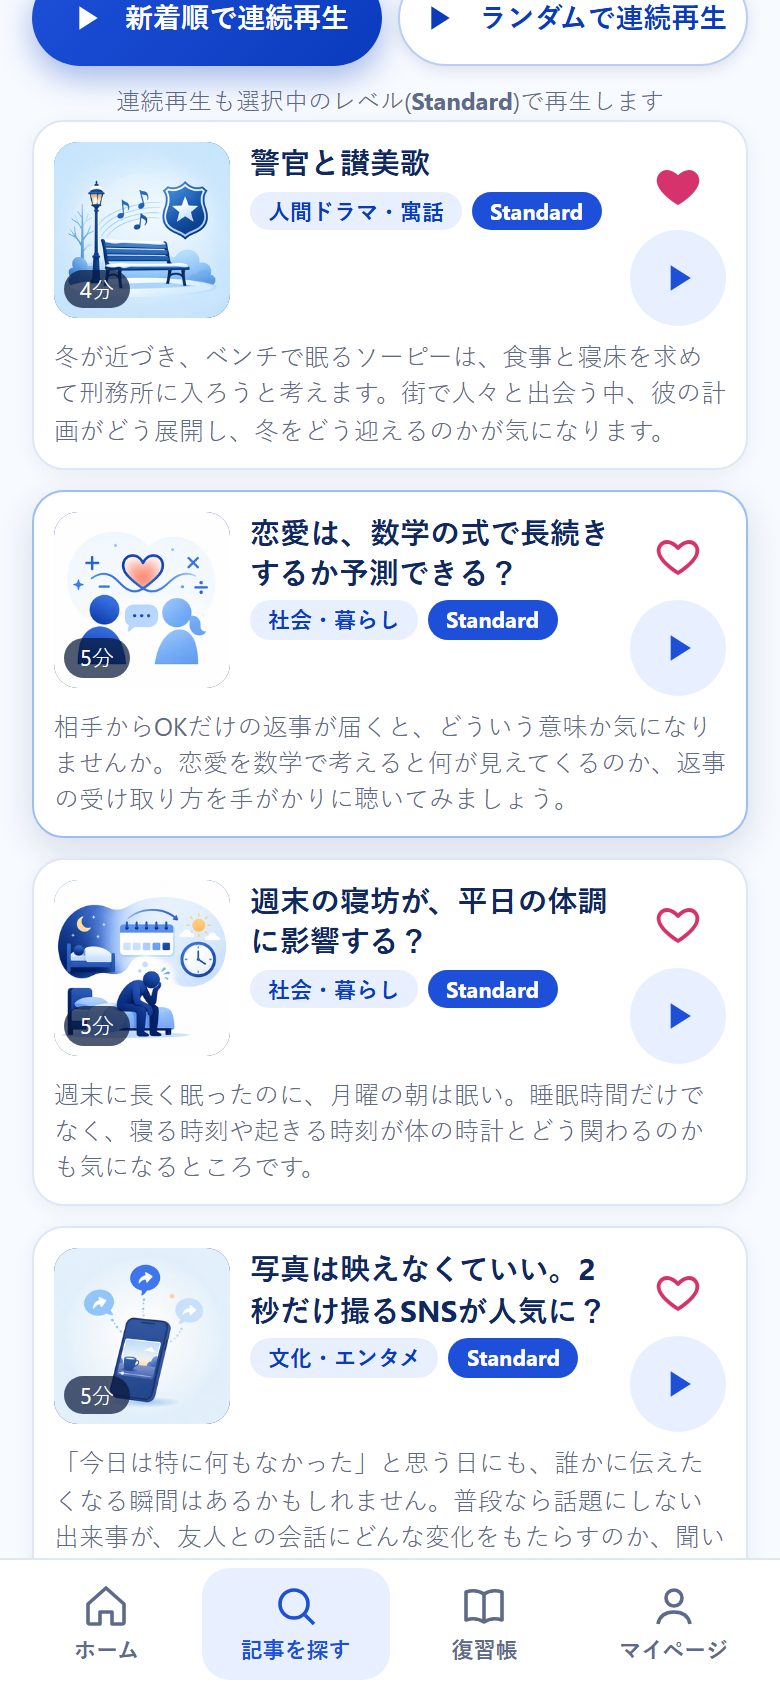 新着順で連続再生
ランダムで連続再生
連続再生も選択中のレベル(Standard)で再生します
警官と讃美歌
人間ドラマ・寓話
Standard
4分
冬が近づき、ベンチで眠るソーピーは、食事と寝床を求め
て刑務所に入ろうと考えます。街で人々と出会う中、彼の計
画がどう展開し、冬をどう迎えるのかが気になります。
恋愛は、数学の式で長続き
するか予測できる？
社会・暮らし
Standard
5分
相手からOKだけの返事が届くと、どういう意味か気になり
ませんか。恋愛を数学で考えると何が見えてくるのか、返事
の受け取り方を手がかりに聴いてみましょう。
週末の寝坊が、平日の体調
に影響する？
社会・暮らし
Standard
5分
週末に長く眠ったのに、月曜の朝は眠い。睡眠時間だけで
なく、寝る時刻や起きる時刻が体の時計とどう関わるのか
も気になるところです。
写真は映えなくていい。2
秒だけ撮るSNSが人気に？
文化・エンタメ
Standard
5分
「今日は特に何もなかった」と思う日にも、誰かに伝えた
くなる瞬間はあるかもしれません。普段なら話題にしない
出来事が、友人との会話にどんな変化をもたらすのか、聞い
ホーム
記事を探す
復習帳
マイページ